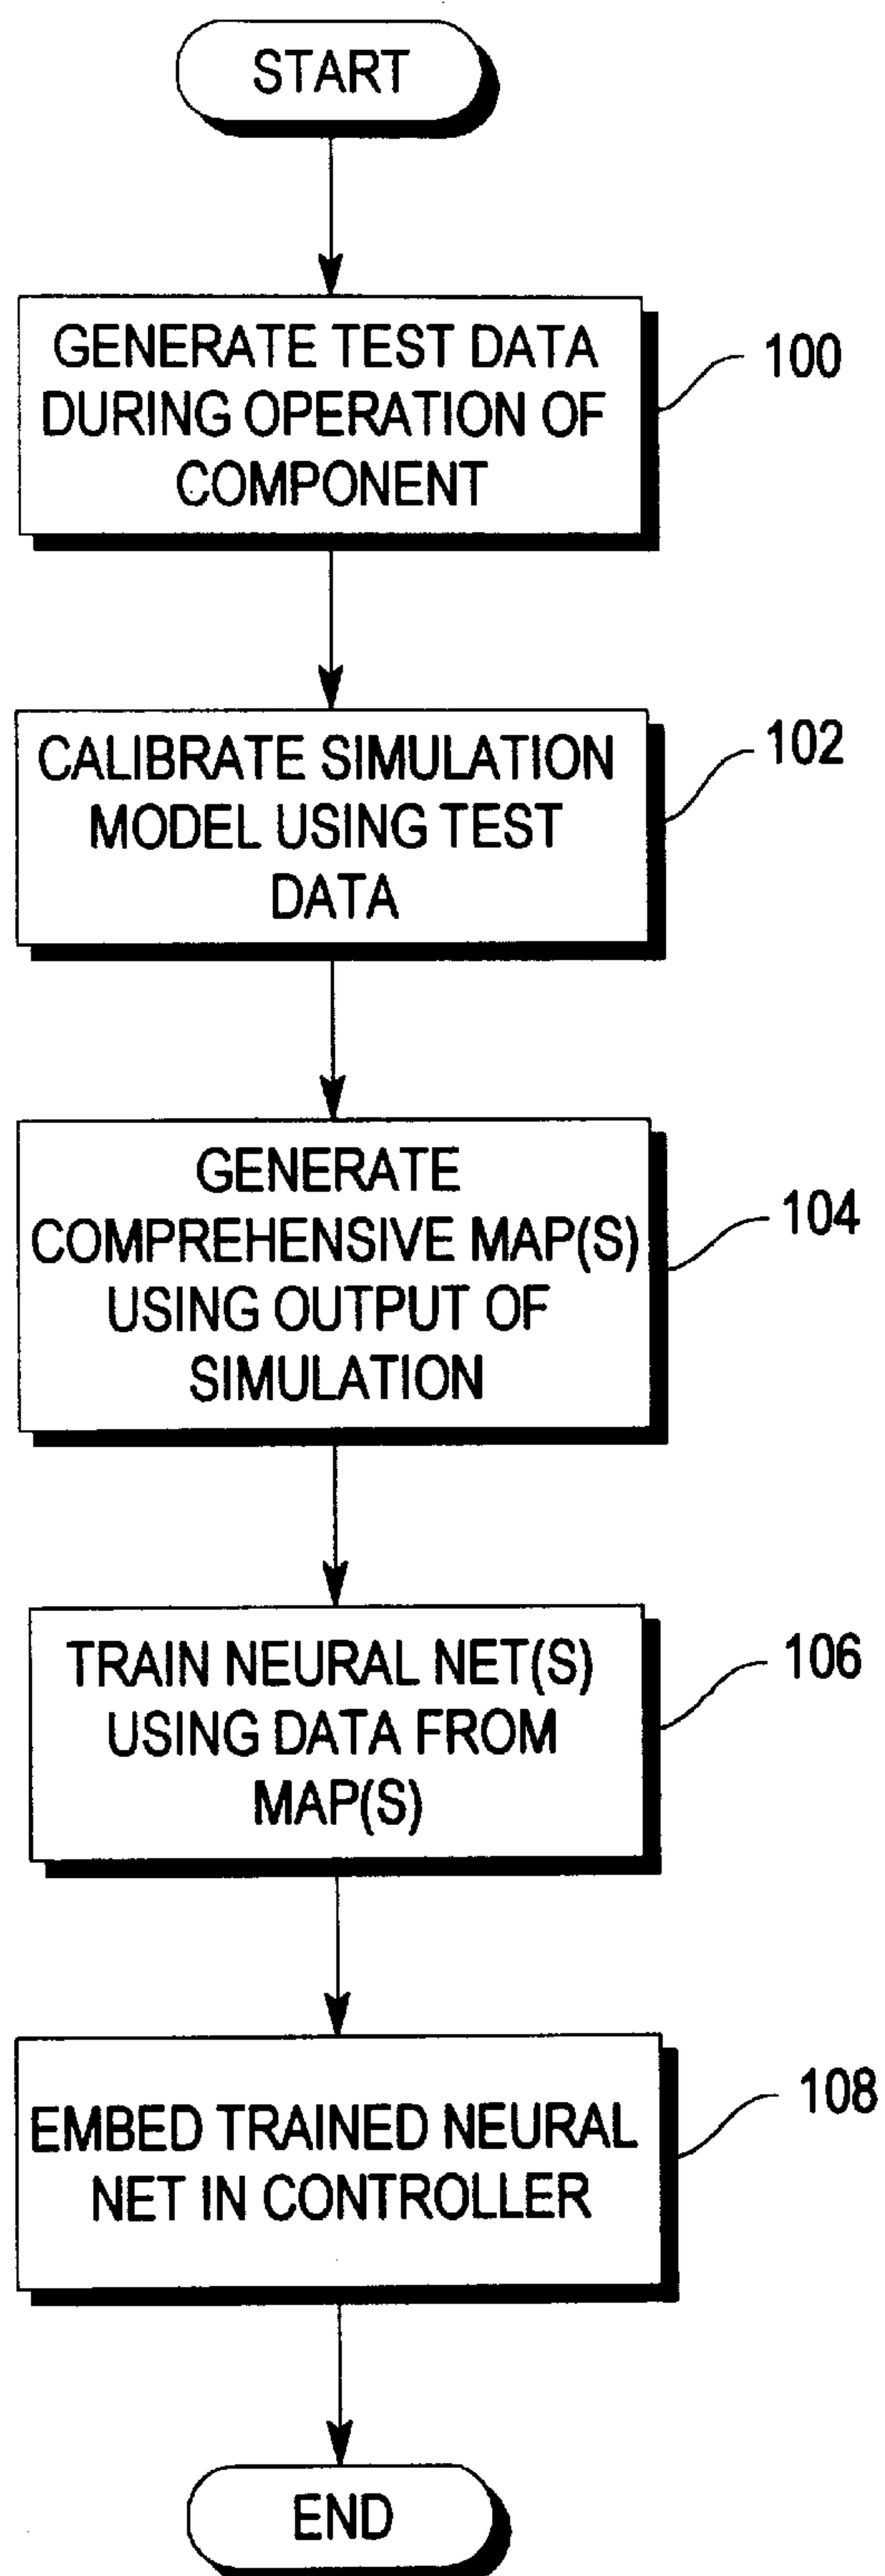 START
GENERATE TEST DATA
DURING OPERATION OF
COMPONENT
100
CALIBRATE SIMULATION
MODEL USING TEST
DATA
102
GENERATE
COMPREHENSIVE MAP(S)
USING OUTPUT OF
SIMULATION
104
TRAIN NEURAL NET(S)
USING DATA FROM
MAP(S)
106
EMBED TRAINED NEURAL
NET IN CONTROLLER
108
END